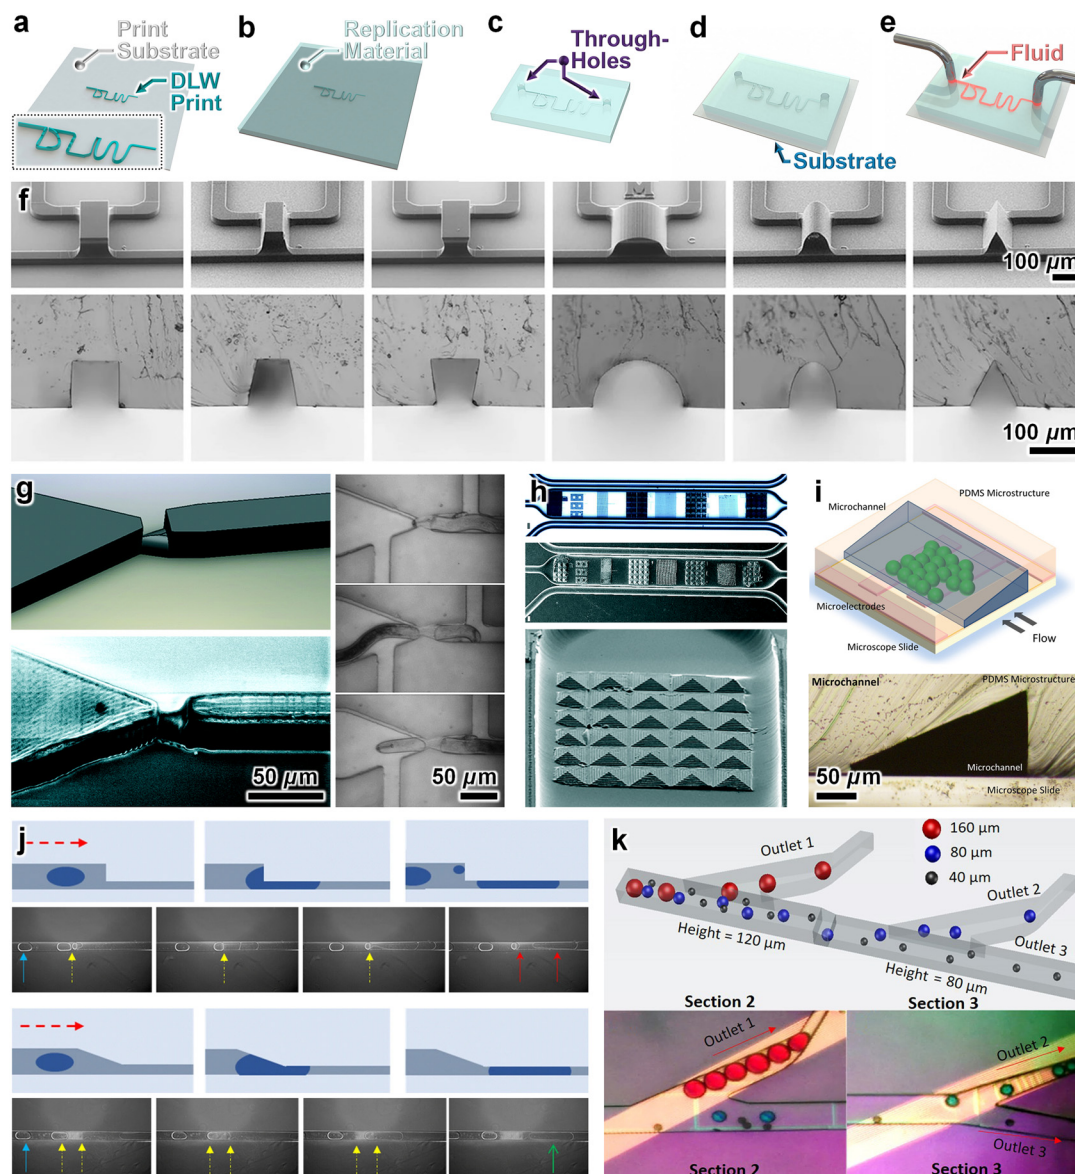 a
Print
Substrate
DLW
Print
b
Replication
Material
c
Through-
Holes
d
Substrate
e
Fluid
f
100 µm
100 µm
g
50 µm
50 µm
h
i
PDMS Microstructure
Microchannel
Microelectrodes
Microscope Slide
Flow
Microchannel
PDMS Microstructure
Microchannel
50 µm
Microscope Slide
j
k
160 µm
80 µm
40 µm
Outlet 1
Outlet 2
Outlet 3
Height = 120 µm
Height = 80 µm
Section 2
Section 3
Outlet 1
Outlet 2
Outlet 3
Section 2
Section 3